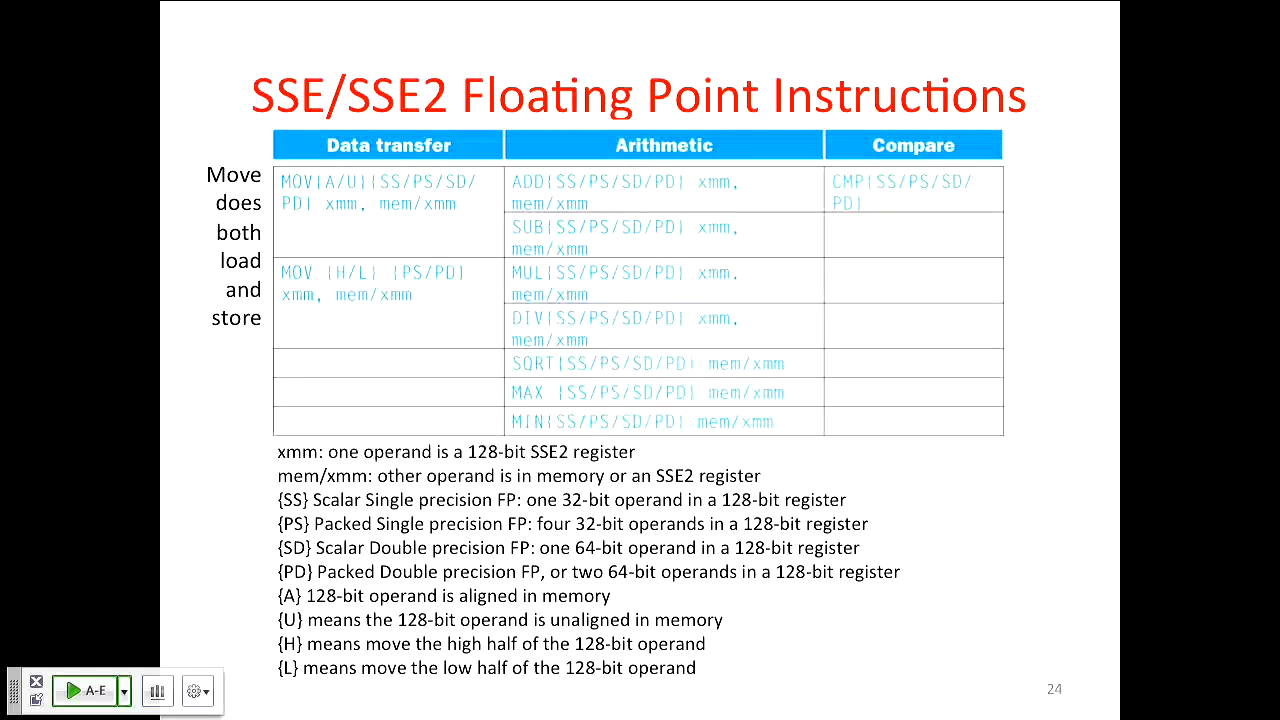 SSE/SSE2 Floating Point Instructions
Data transfer Arithmetic Compare
Move
does
both
load
and
store
MOV{A/U}{SS/PS/SD/
PD} xmm, mem/xmm
ADD{SS/PS/SD/PD} xmm,
mem/xmm
CMP{SS/PS/SD/
PD}
SUB{SS/PS/SD/PD} xmm,
mem/xmm
MOV {H/L} {PS/PD}
xmm, mem/xmm
MUL{SS/PS/SD/PD} xmm,
mem/xmm
DIV{SS/PS/SD/PD} xmm,
mem/xmm
SQRT{SS/PS/SD/PD} mem/xmm
MAX {SS/PS/SD/PD} mem/xmm
MIN{SS/PS/SD/PD} mem/xmm
xmm: one operand is a 128-bit SSE2 register
mem/xmm: other operand is in memory or an SSE2 register
{SS} Scalar Single precision FP: one 32-bit operand in a 128-bit register
{PS} Packed Single precision FP: four 32-bit operands in a 128-bit register
{SD} Scalar Double precision FP: one 64-bit operand in a 128-bit register
{PD} Packed Double precision FP, or two 64-bit operands in a 128-bit register
{A} 128-bit operand is aligned in memory
{U} means the 128-bit operand is unaligned in memory
{H} means move the high half of the 128-bit operand
{L} means move the low half of the 128-bit operand
A-E
24